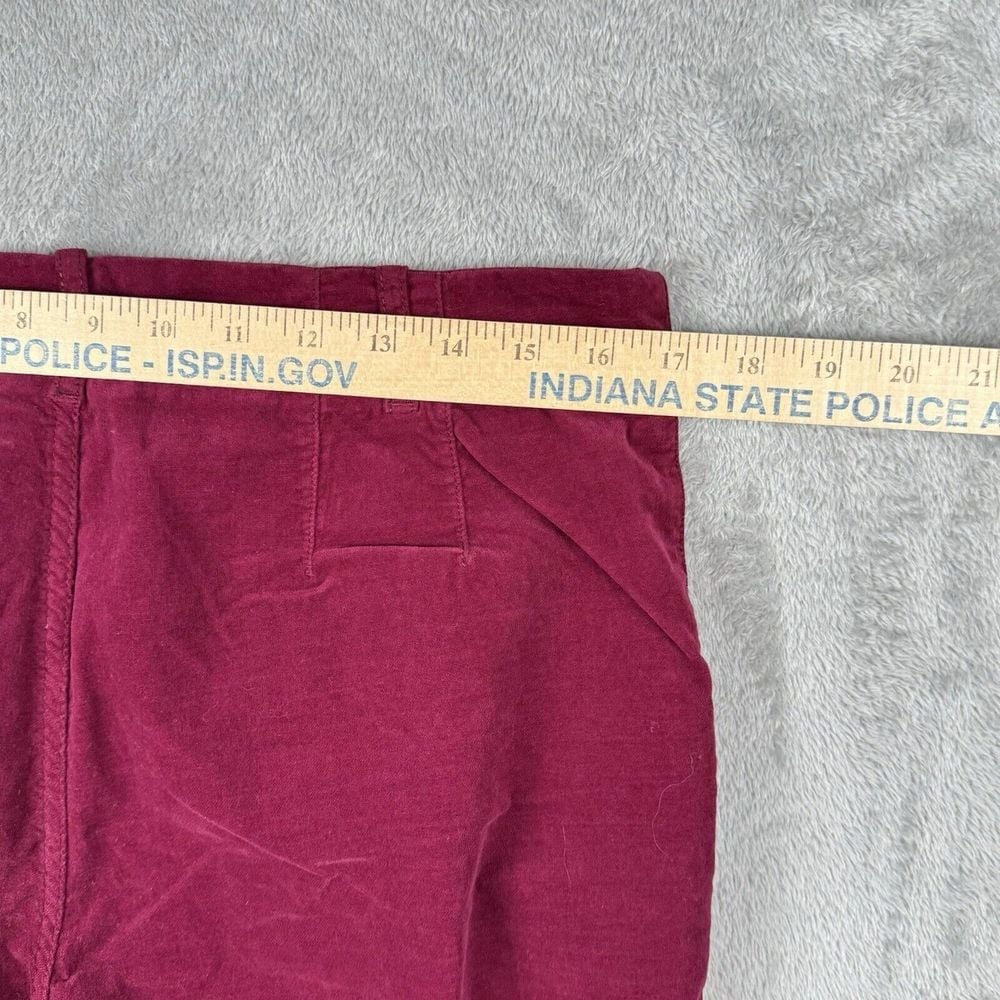 8 9 10 11 12 13 14 15 16 17 18 19 20 21
POLICE - ISP.IN.GOV INDIANA STATE POLICE A